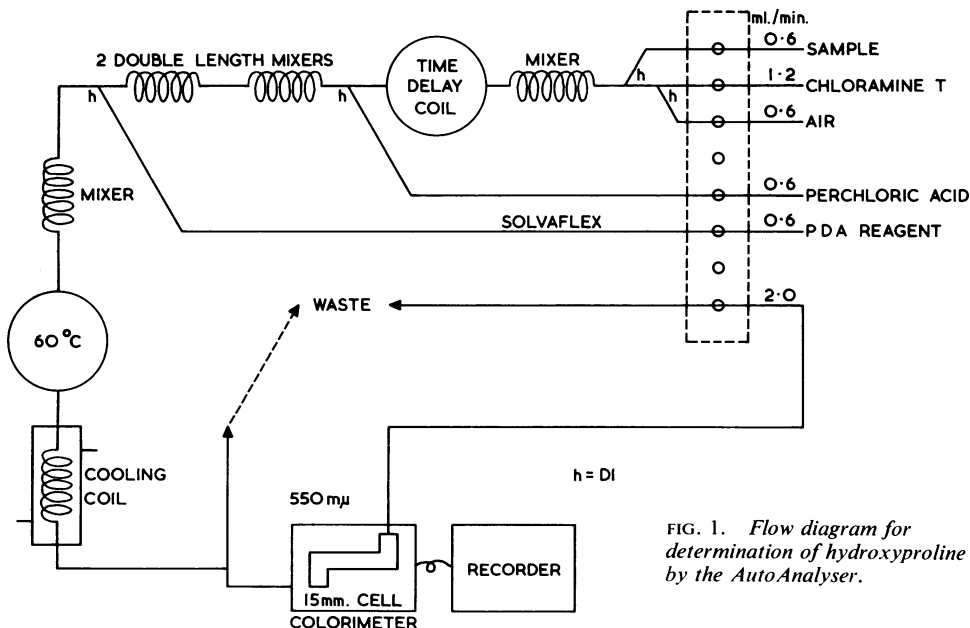 ml./min.
0·6 SAMPLE
2 DOUBLE LENGTH MIXERS
TIME
DELAY
COIL
MIXER
h
1·2 CHLORAMINE T
h
h
h
0·6 AIR
MIXER
0·6 PERCHLORIC ACID
SOLVAFLEX
0·6 PDA REAGENT
WASTE
2·0
60°C
COOLING
COIL
550 mµ
h = DI
15mm. CELL
COLORIMETER
RECORDER
FIG. 1. Flow diagram for
determination of hydroxyproline
by the AutoAnalyser.